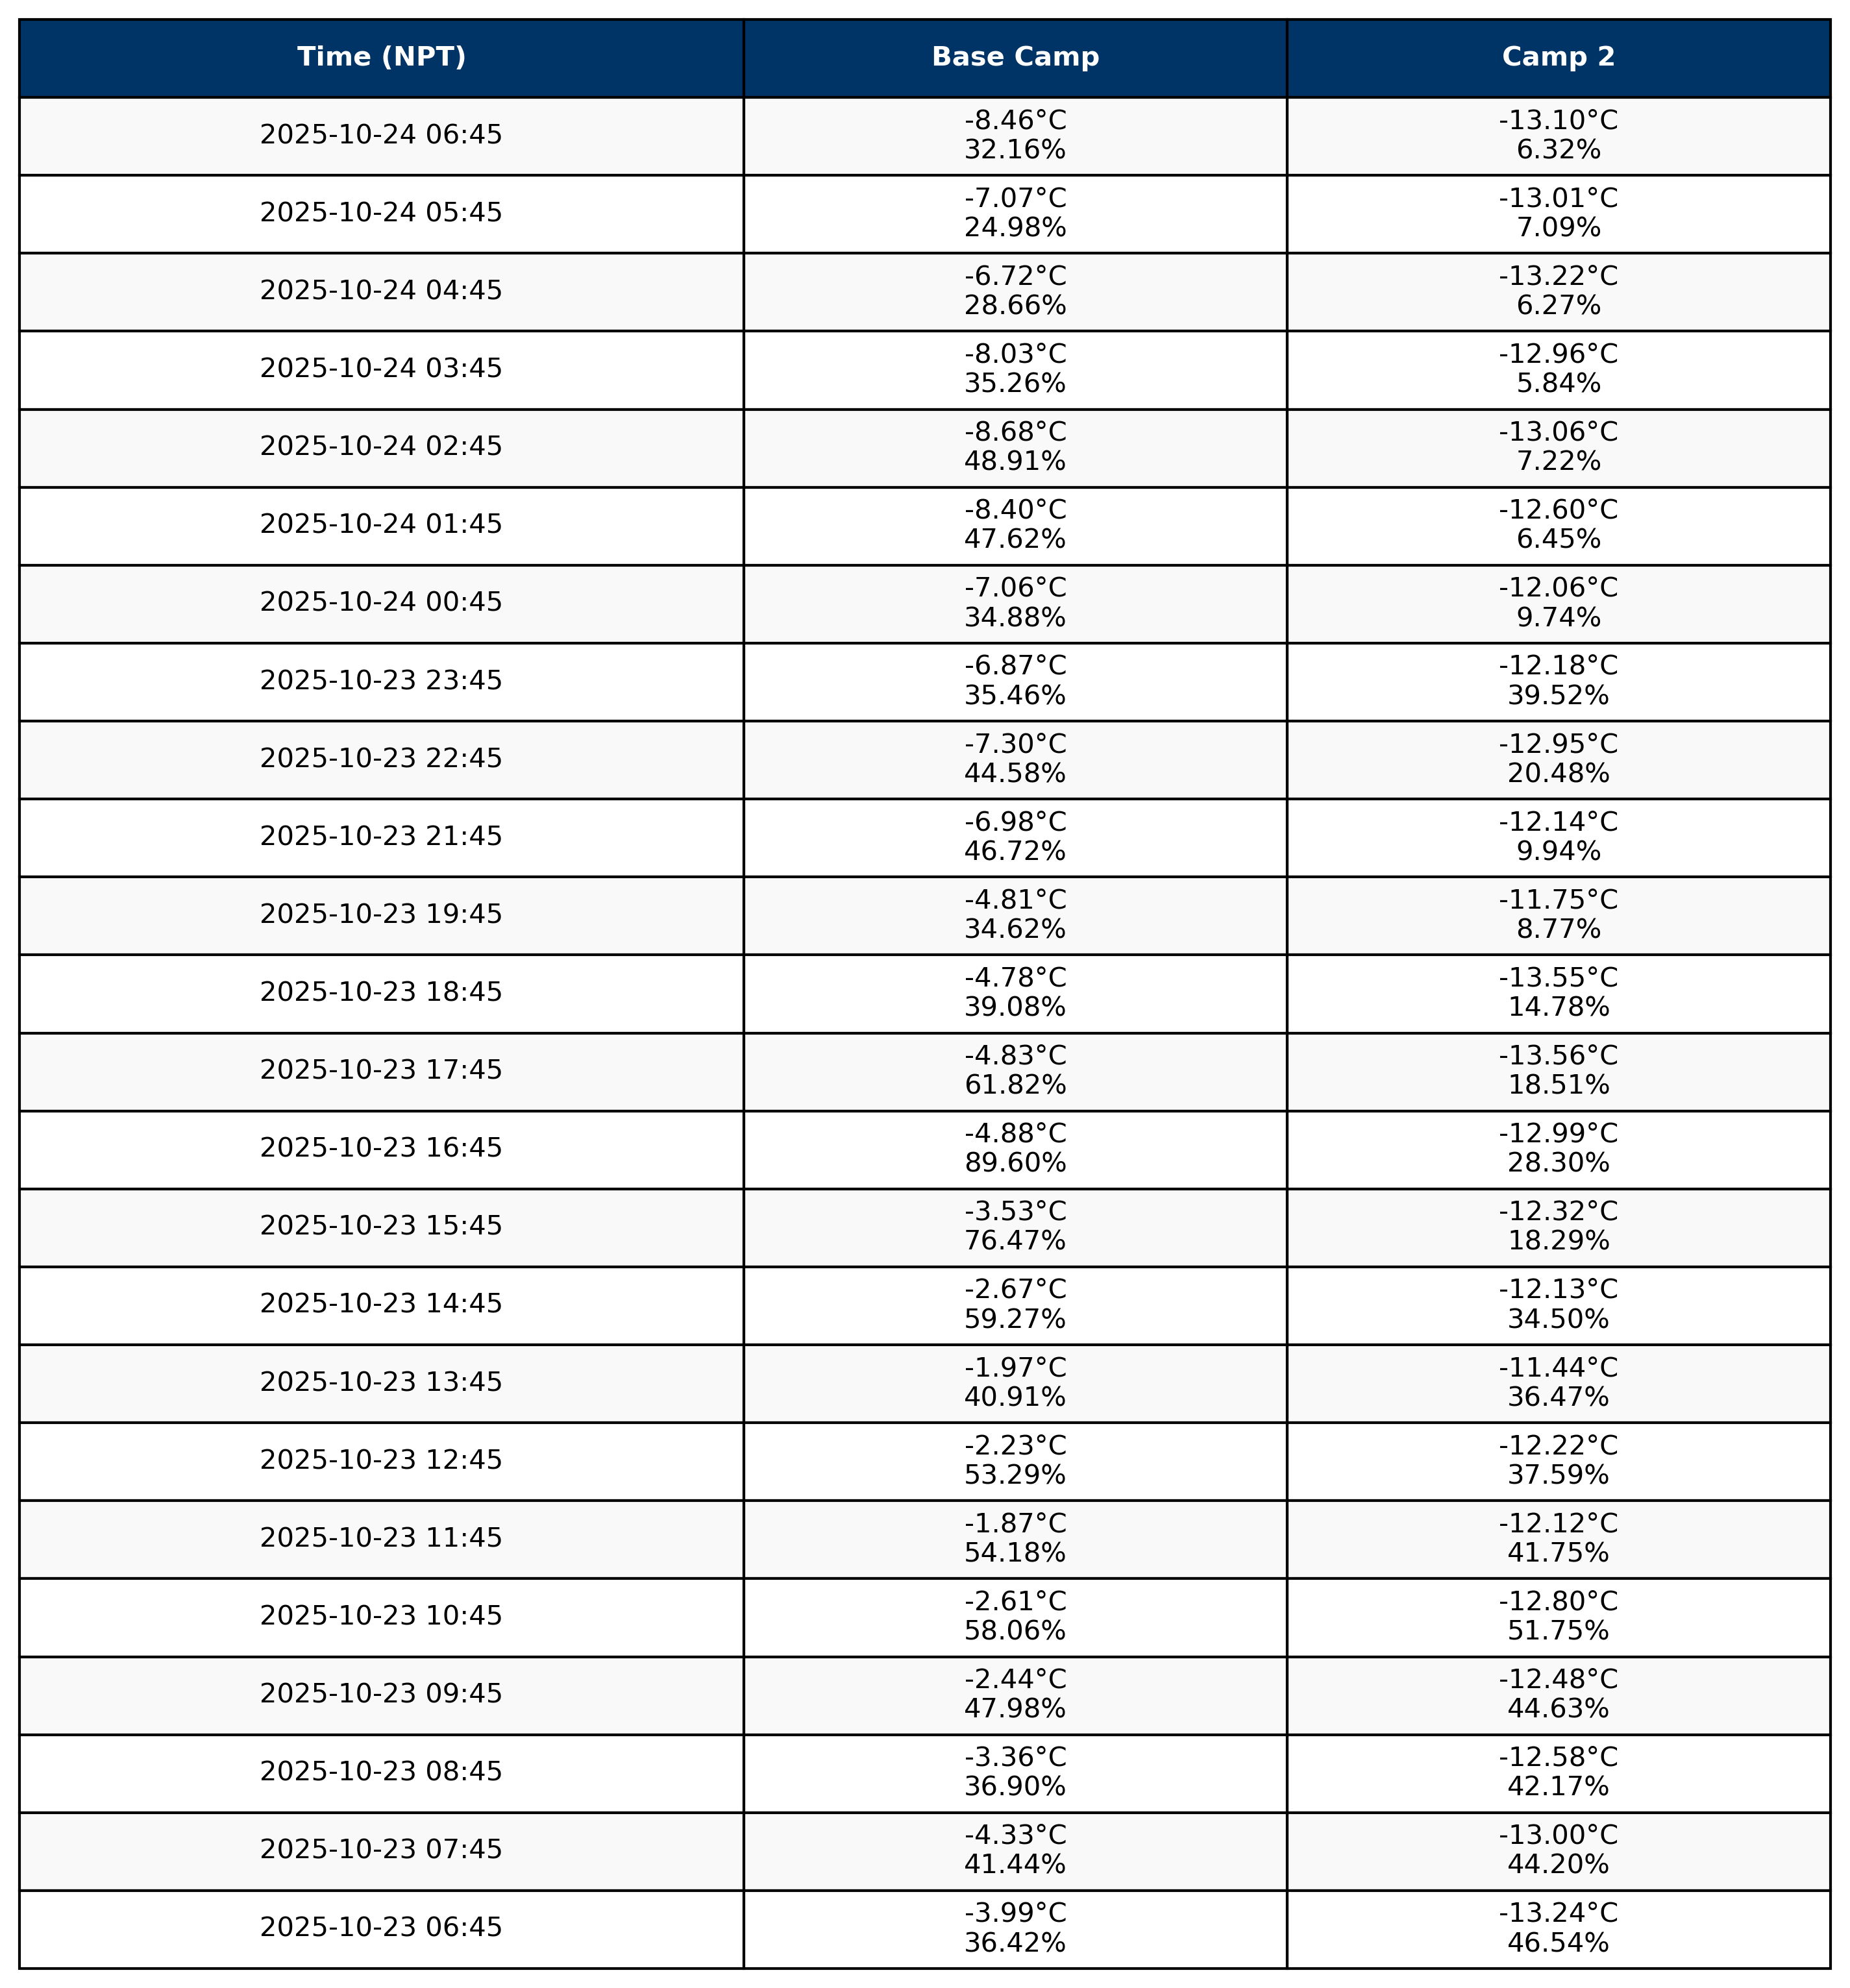 Time (NPT) Base Camp Camp 2
2025-10-24 06:45 -8.46°C 32.16% -13.10°C 6.32%
2025-10-24 05:45 -7.07°C 24.98% -13.01°C 7.09%
2025-10-24 04:45 -6.72°C 28.66% -13.22°C 6.27%
2025-10-24 03:45 -8.03°C 35.26% -12.96°C 5.84%
2025-10-24 02:45 -8.68°C 48.91% -13.06°C 7.22%
2025-10-24 01:45 -8.40°C 47.62% -12.60°C 6.45%
2025-10-24 00:45 -7.06°C 34.88% -12.06°C 9.74%
2025-10-23 23:45 -6.87°C 35.46% -12.18°C 39.52%
2025-10-23 22:45 -7.30°C 44.58% -12.95°C 20.48%
2025-10-23 21:45 -6.98°C 46.72% -12.14°C 9.94%
2025-10-23 19:45 -4.81°C 34.62% -11.75°C 8.77%
2025-10-23 18:45 -4.78°C 39.08% -13.55°C 14.78%
2025-10-23 17:45 -4.83°C 61.82% -13.56°C 18.51%
2025-10-23 16:45 -4.88°C 89.60% -12.99°C 28.30%
2025-10-23 15:45 -3.53°C 76.47% -12.32°C 18.29%
2025-10-23 14:45 -2.67°C 59.27% -12.13°C 34.50%
2025-10-23 13:45 -1.97°C 40.91% -11.44°C 36.47%
2025-10-23 12:45 -2.23°C 53.29% -12.22°C 37.59%
2025-10-23 11:45 -1.87°C 54.18% -12.12°C 41.75%
2025-10-23 10:45 -2.61°C 58.06% -12.80°C 51.75%
2025-10-23 09:45 -2.44°C 47.98% -12.48°C 44.63%
2025-10-23 08:45 -3.36°C 36.90% -12.58°C 42.17%
2025-10-23 07:45 -4.33°C 41.44% -13.00°C 44.20%
2025-10-23 06:45 -3.99°C 36.42% -13.24°C 46.54%